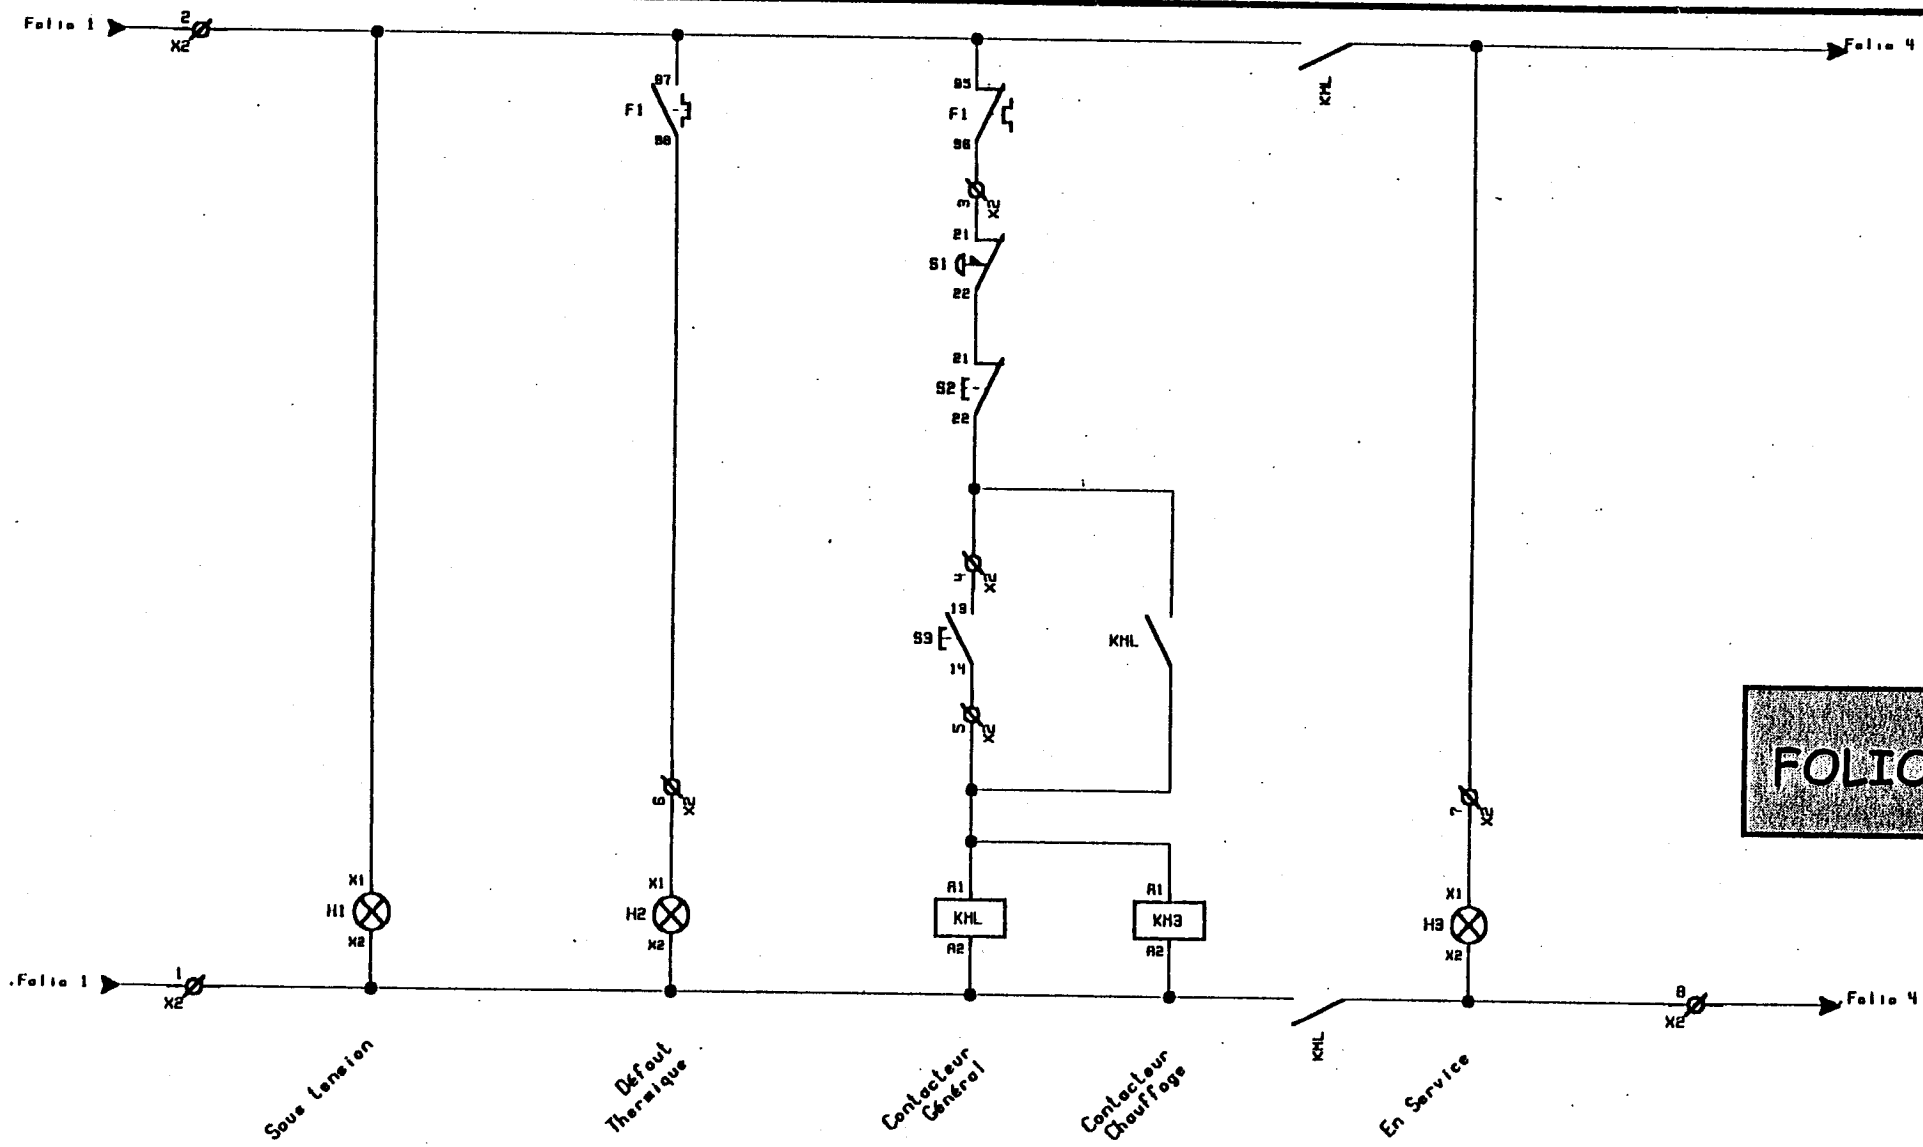 Folio 1
2
X2
Folio 4
KML
97
F1
98
95
F1
96
3
X2
21
S1
22
21
S2
22
4
X2
13
S3
14
KML
5
X2
6
X2
7
X2
FOLIO
X1
H1
X2
X1
H2
X2
A1
KML
A2
A1
KM3
A2
X1
H3
X2
Folio 1
1
X2
8
X2
Folio 4
KML
Sous tension
Défaut
Thermique
Contacteur
Général
Contacteur
Chauffage
En Service